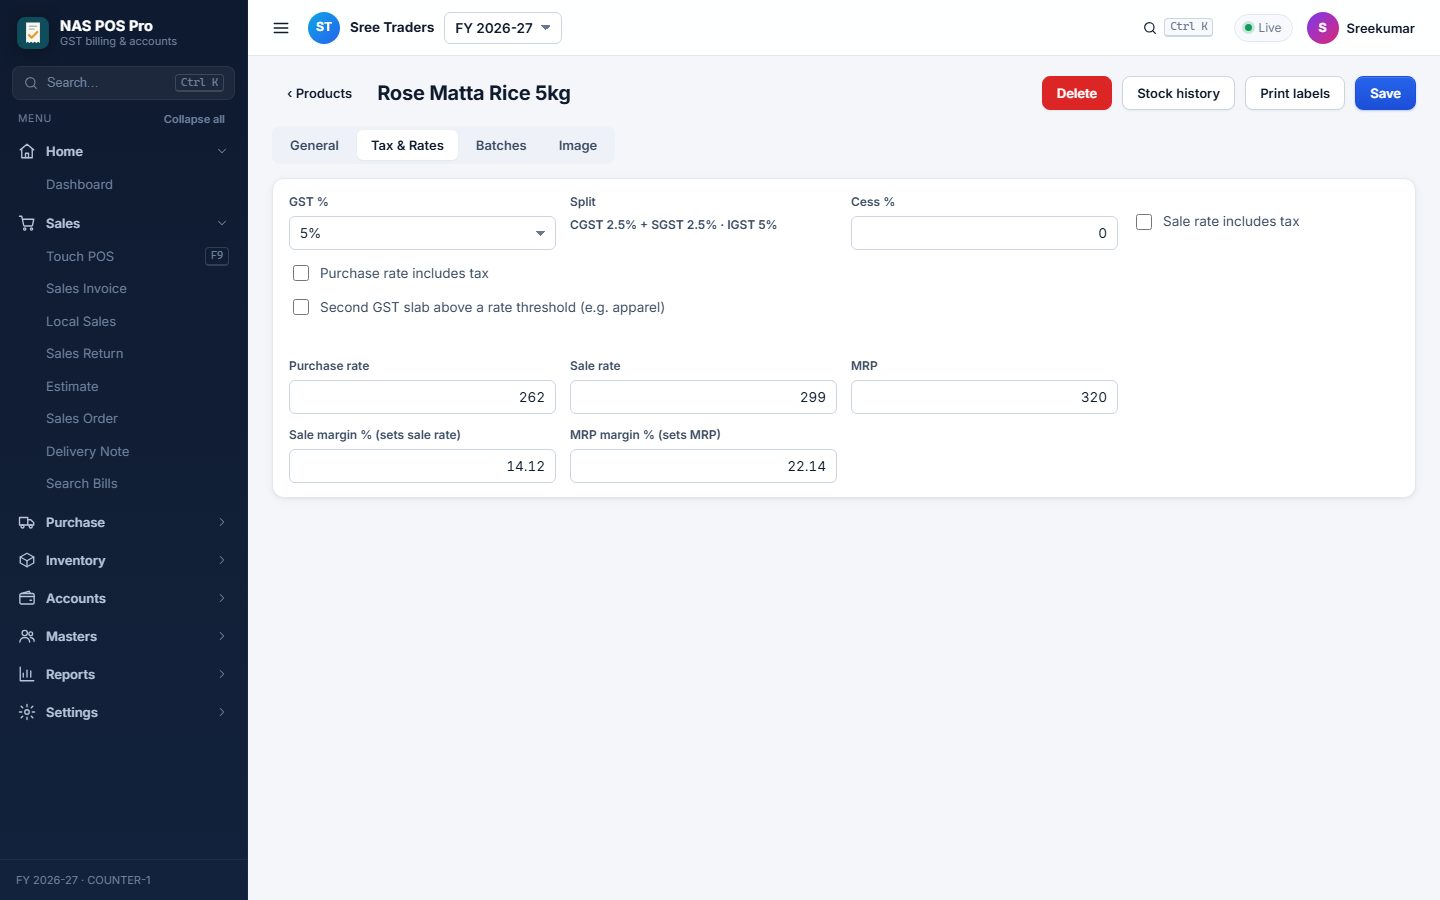 NAS POS Pro
GST billing & accounts
Search... Ctrl K
MENU Collapse all
Home
Dashboard
Sales
Touch POS F9
Sales Invoice
Local Sales
Sales Return
Estimate
Sales Order
Delivery Note
Search Bills
Purchase
Inventory
Accounts
Masters
Reports
Settings
FY 2026-27 · COUNTER-1
ST Sree Traders FY 2026-27 Ctrl K Live S Sreekumar
‹ Products Rose Matta Rice 5kg Delete Stock history Print labels Save
General Tax & Rates Batches Image
GST % Split Cess %
5% CGST 2.5% + SGST 2.5% · IGST 5% 0 Sale rate includes tax
Purchase rate includes tax
Second GST slab above a rate threshold (e.g. apparel)
Purchase rate Sale rate MRP
262 299 320
Sale margin % (sets sale rate) MRP margin % (sets MRP)
14.12 22.14